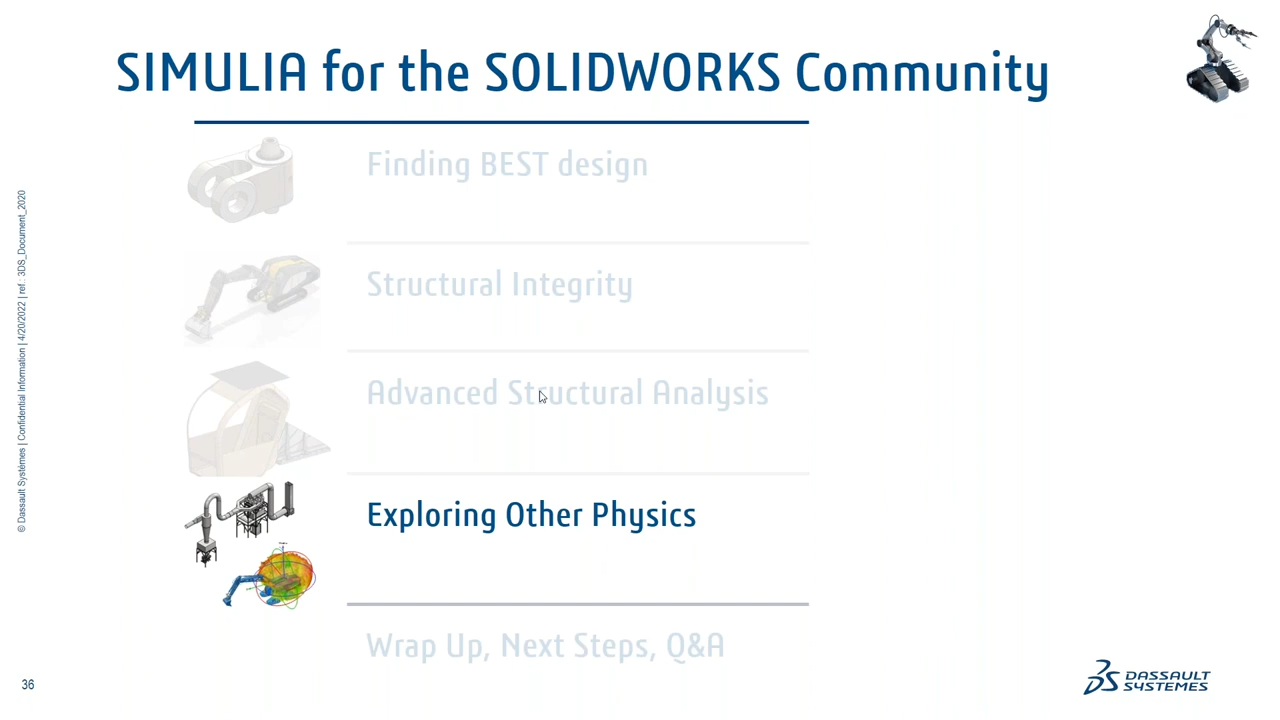 SIMULIA for the SOLIDWORKS Community
Finding BEST design
Structural Integrity
Advanced Structural Analysis
Exploring Other Physics
Wrap Up, Next Steps, Q&A
© Dassault Systèmes | Confidential Information | 4/20/2022 | ref.: 3DS_Document_2020
36
DASSAULT
SYSTEMES